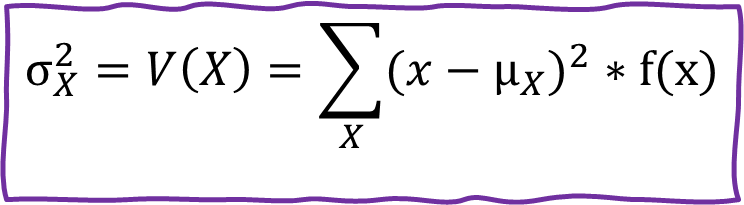 σ²_X = V(X) = ∑_X (x − μ_X)² * f(x)